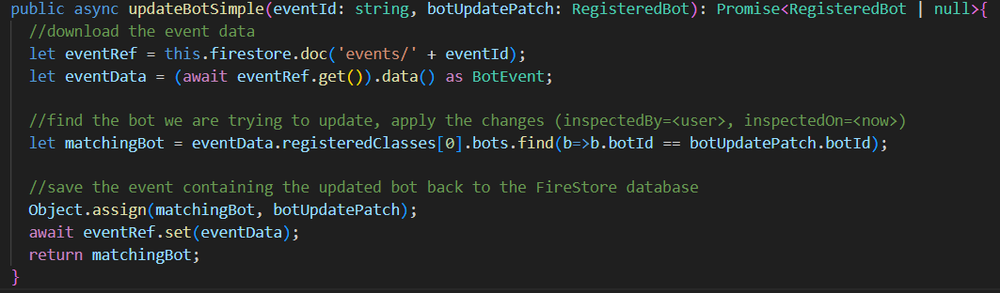 public async updateBotSimple(eventId: string, botUpdatePatch: RegisteredBot): Promise<RegisteredBot | null>{
//download the event data
let eventRef = this.firestore.doc('events/' + eventId);
let eventData = (await eventRef.get()).data() as BotEvent;
//find the bot we are trying to update, apply the changes (inspectedBy=<user>, inspectedOn=<now>)
let matchingBot = eventData.registeredClasses[0].bots.find(b=>b.botId == botUpdatePatch.botId);
//save the event containing the updated bot back to the FireStore database
Object.assign(matchingBot, botUpdatePatch);
await eventRef.set(eventData);
return matchingBot;
}